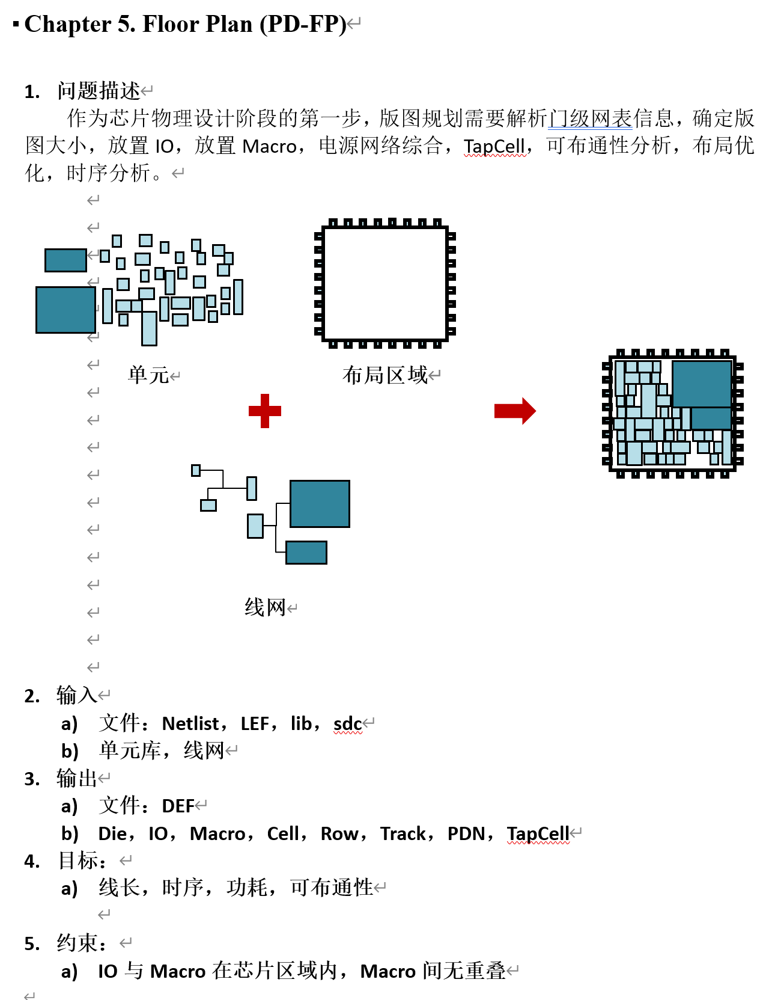 Chapter 5. Floor Plan (PD-FP)
1. 问题描述
作为芯片物理设计阶段的第一步，版图规划需要解析门级网表信息，确定版
图大小，放置 IO，放置 Macro，电源网络综合，TapCell，可布通性分析，布局优
化，时序分析。
单元
布局区域
线网
2. 输入
a) 文件：Netlist，LEF，lib，sdc
b) 单元库，线网
3. 输出
a) 文件：DEF
b) Die，IO，Macro，Cell，Row，Track，PDN，TapCell
4. 目标：
a) 线长，时序，功耗，可布通性
5. 约束：
a) IO 与 Macro 在芯片区域内，Macro 间无重叠